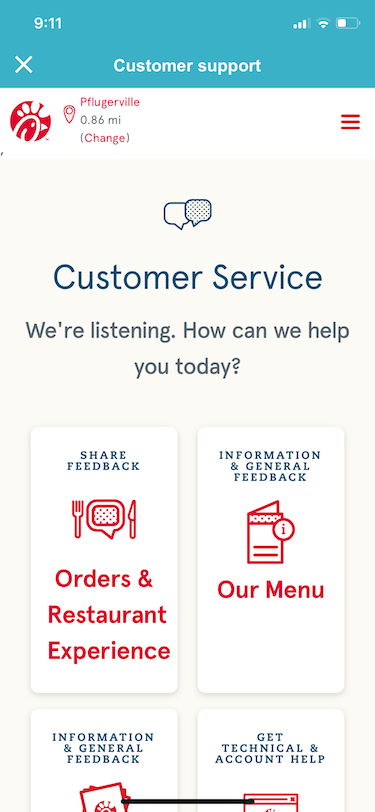 9:11
Customer support
Pflugerville
0.86 mi
(Change)
,
Customer Service
We're listening. How can we help
you today?
SHARE
FEEDBACK
Orders &
Restaurant
Experience
INFORMATION
& GENERAL
FEEDBACK
i
Our Menu
INFORMATION
& GENERAL
FEEDBACK
GET
TECHNICAL &
ACCOUNT HELP